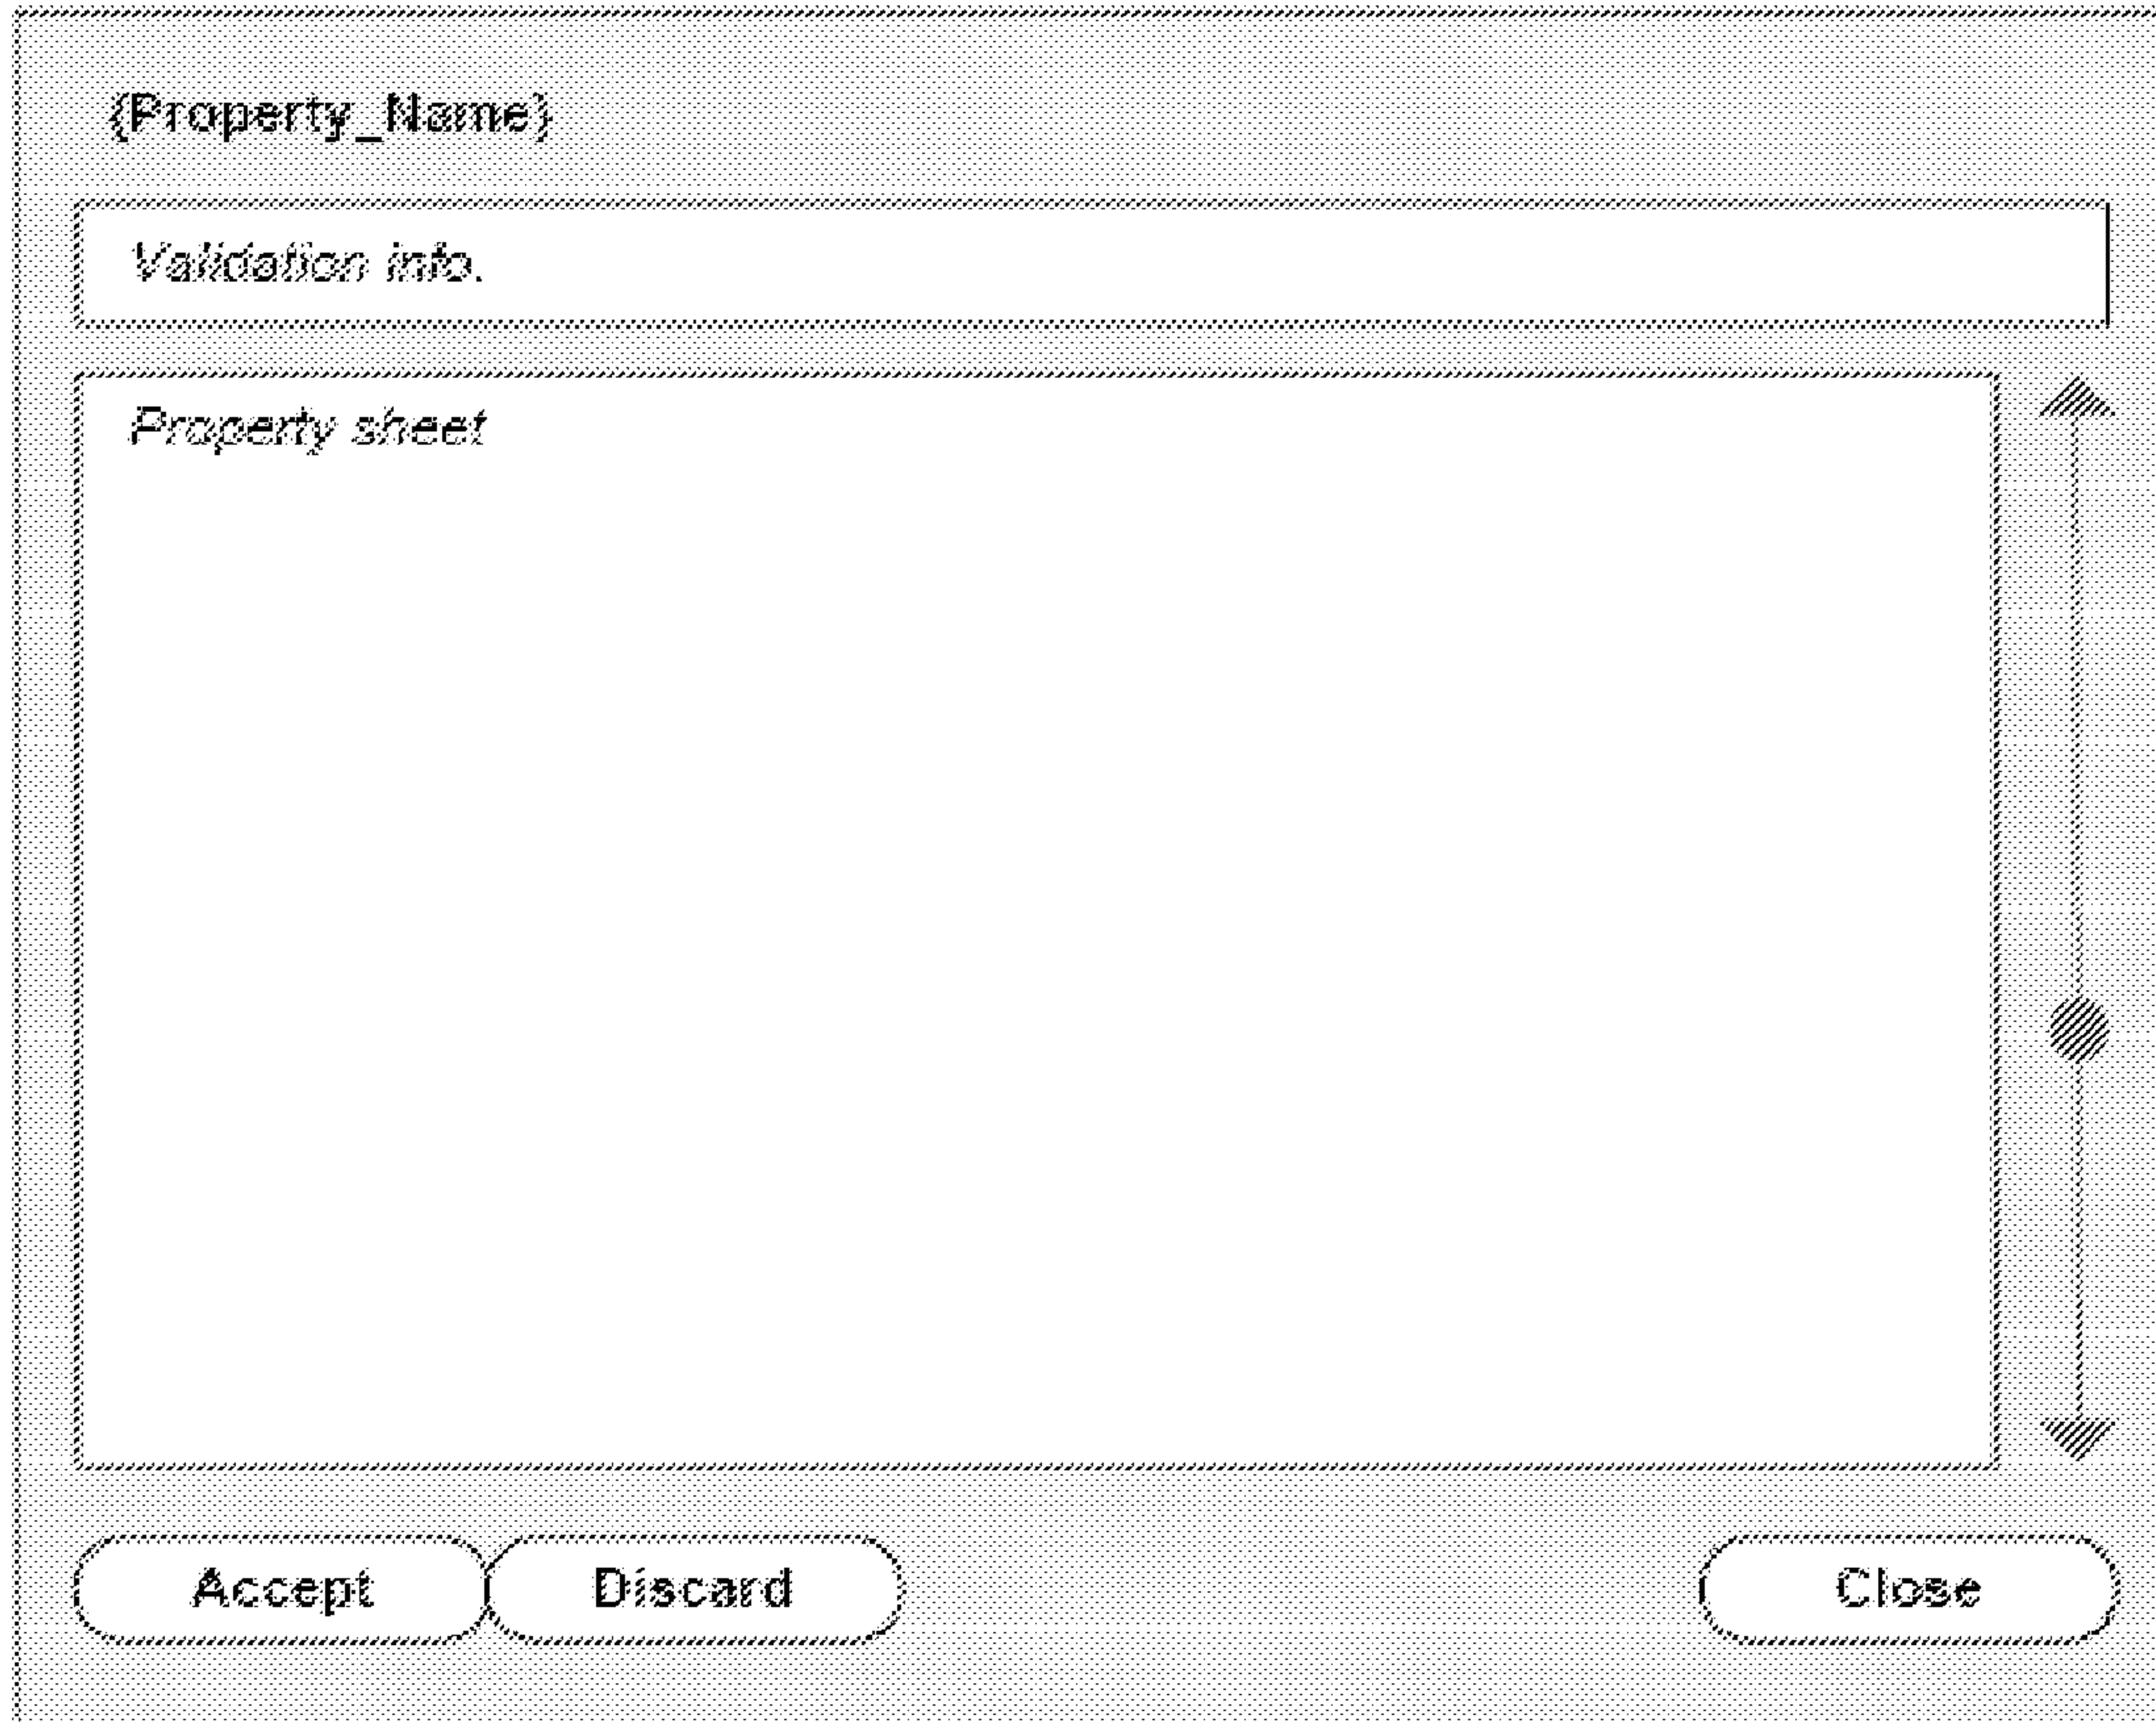 {Property_Name}
Validation info.
Property sheet
Accept Discard Close